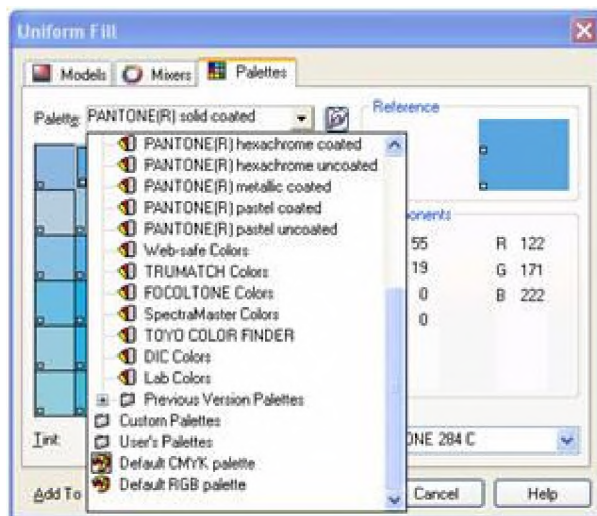 Uniform Fill
Models Mixers Palettes
Palette: PANTONE(R) solid coated
Reference
PANTONE(R) hexachrome coated
PANTONE(R) hexachrome uncoated
PANTONE(R) metallic coated
PANTONE(R) pastel coated
PANTONE(R) pastel uncoated
Web-safe Colors
TRUMATCH Colors
FOCOLTONE Colors
SpectraMaster Colors
TOYO COLOR FINDER
DIC Colors
Lab Colors
Previous Version Palettes
Custom Palettes
User's Palettes
Default CMYK palette
Default RGB palette
onents
55 R 122
19 G 171
0 B 222
0
Tint
ONE 284 C
Add To
Cancel Help